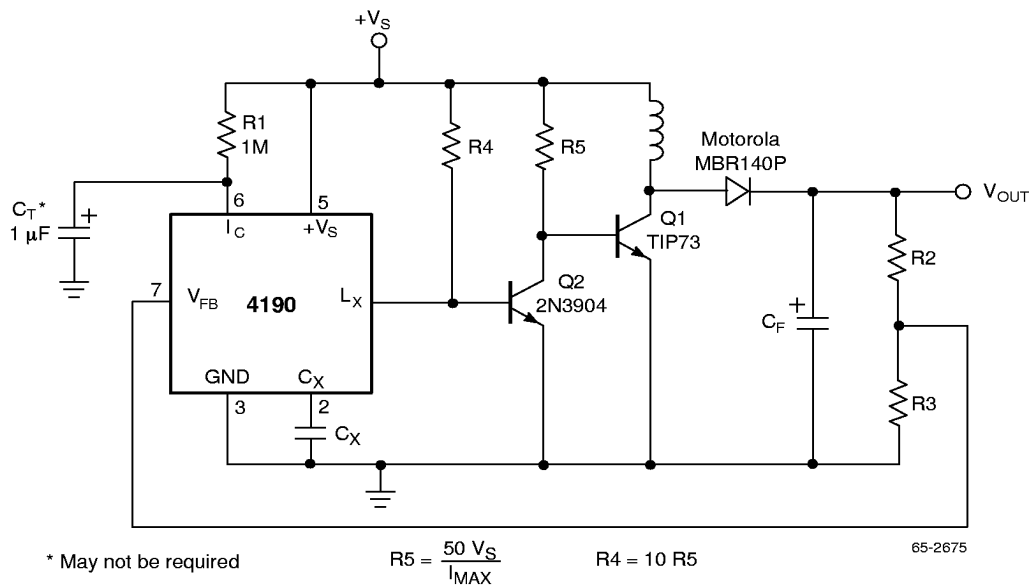 +VS
R1
1M
R4
R5
Motorola
MBR140P
CT*
1 μF
+
6
IC
5
+VS
Q1
TIP73
VOUT
R2
7
VFB
4190
LX
Q2
2N3904
CF
+
GND
CX
3
2
CX
R3
* May not be required
R5 = 50 VS / IMAX
R4 = 10 R5
65-2675